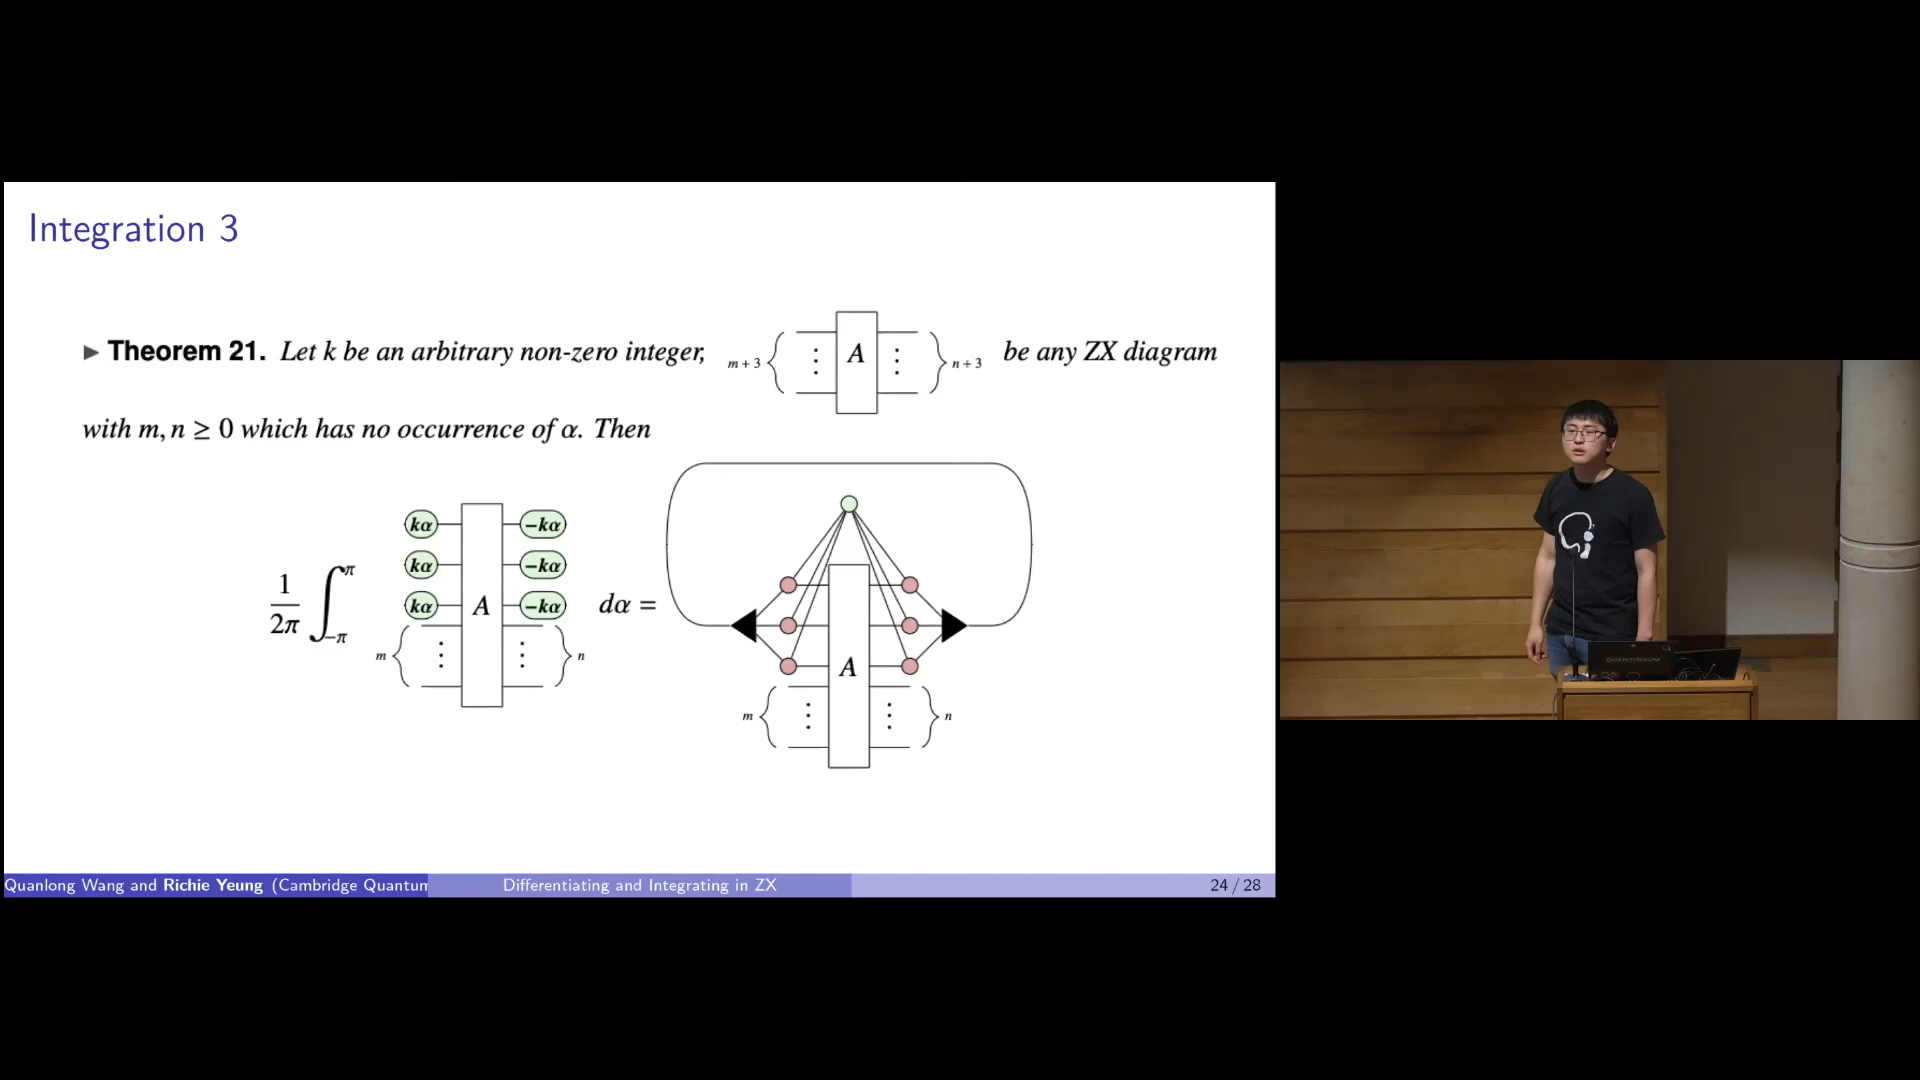 Integration 3
▶ Theorem 21. Let k be an arbitrary non-zero integer, m + 3 { ⋮ A ⋮ } n + 3 be any ZX diagram
with m, n ≥ 0 which has no occurrence of α. Then
1/2π ∫ π −π
kα −kα
kα −kα
kα A −kα dα =
m { ⋮ ⋮ } n
A
m { ⋮ ⋮ } n
Quanlong Wang and Richie Yeung (Cambridge Quantum Differentiating and Integrating in ZX 24 / 28
QUANTINUUM